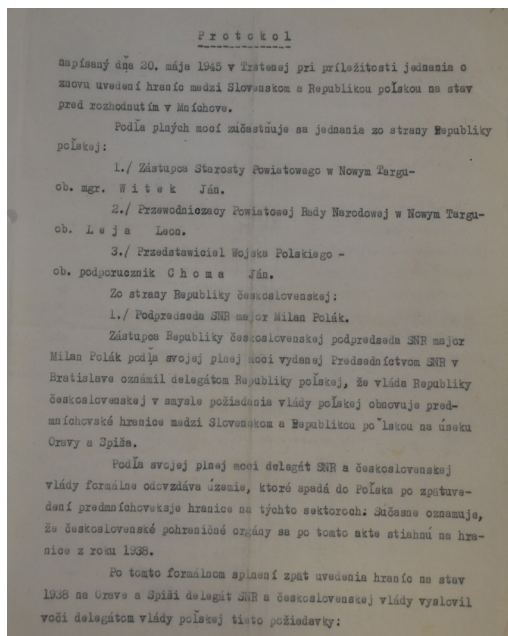 Protokol
napísaný dňa 20. mája 1945 v Trstenej pri príležitosti jednania o
znovu uvedení hraníc medzi Slovenskom a Republikou poľskou na stav
pred rozhodnutím v Mníchove.
Podľa plných mocí zúčastňuje sa jednania zo strany Republiky
poľskej:
1./ Zástupca Starosty Powiatowego w Nowym Targu-
ob. mgr. Witek Ján.
2./ Przewodniczacy Powiatowej Rady Narodowej w Nowym Targu-
ob. Leja Leon.
3./ Przedstawiciel Wojska Polskiego -
ob. podporucznik Choma Ján.
Zo strany Republiky československej:
1./ Podpredseda SNR major Milan Polák.
Zástupca Republiky československej podpredseda SNR major
Milan Polák podľa svojej plnej moci vydanej Predsedníctvom SNR v
Bratislave oznámil delegátom Republiky poľskej, že vláda Republiky
československej v smysle požiadania vlády poľskej obnovuje pred-
mníchovské hranice medzi Slovenskom a Republikou poľskou na úseku
Oravy a Spiša.
Podľa svojej plnej moci delegát SNR a československej
vlády formálne odovzdáva územie, ktoré spadá do Poľska po zpatuve-
dení predmníchoveksje hranice na týchto sektoroch. Súčasne oznamuje,
že československé pohraničné orgány sa po tomto akte stiahnú na hra-
nice z roku 1938.
Po tomto formálnom splnení zpät uvedenia hraníc na stav
1938 na Orave a Spiši delegát SNR a československej vlády vyslovil
voči delegátom vlády poľskej tieto požiadavky: